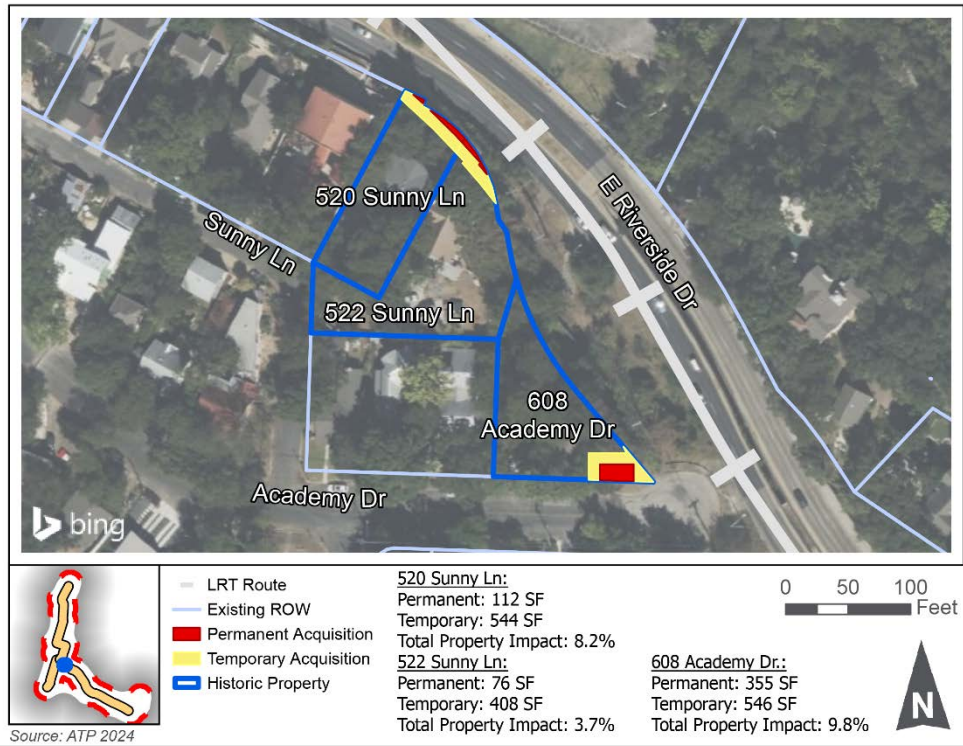 520 Sunny Ln
Sunny Ln
E Riverside Dr
522 Sunny Ln
608
Academy Dr
Academy Dr
bing
LRT Route
Existing ROW
Permanent Acquisition
Temporary Acquisition
Historic Property
520 Sunny Ln:
Permanent: 112 SF
Temporary: 544 SF
Total Property Impact: 8.2%
522 Sunny Ln:
Permanent: 76 SF
Temporary: 408 SF
Total Property Impact: 3.7%
608 Academy Dr.:
Permanent: 355 SF
Temporary: 546 SF
Total Property Impact: 9.8%
0 50 100
Feet
N
Source: ATP 2024